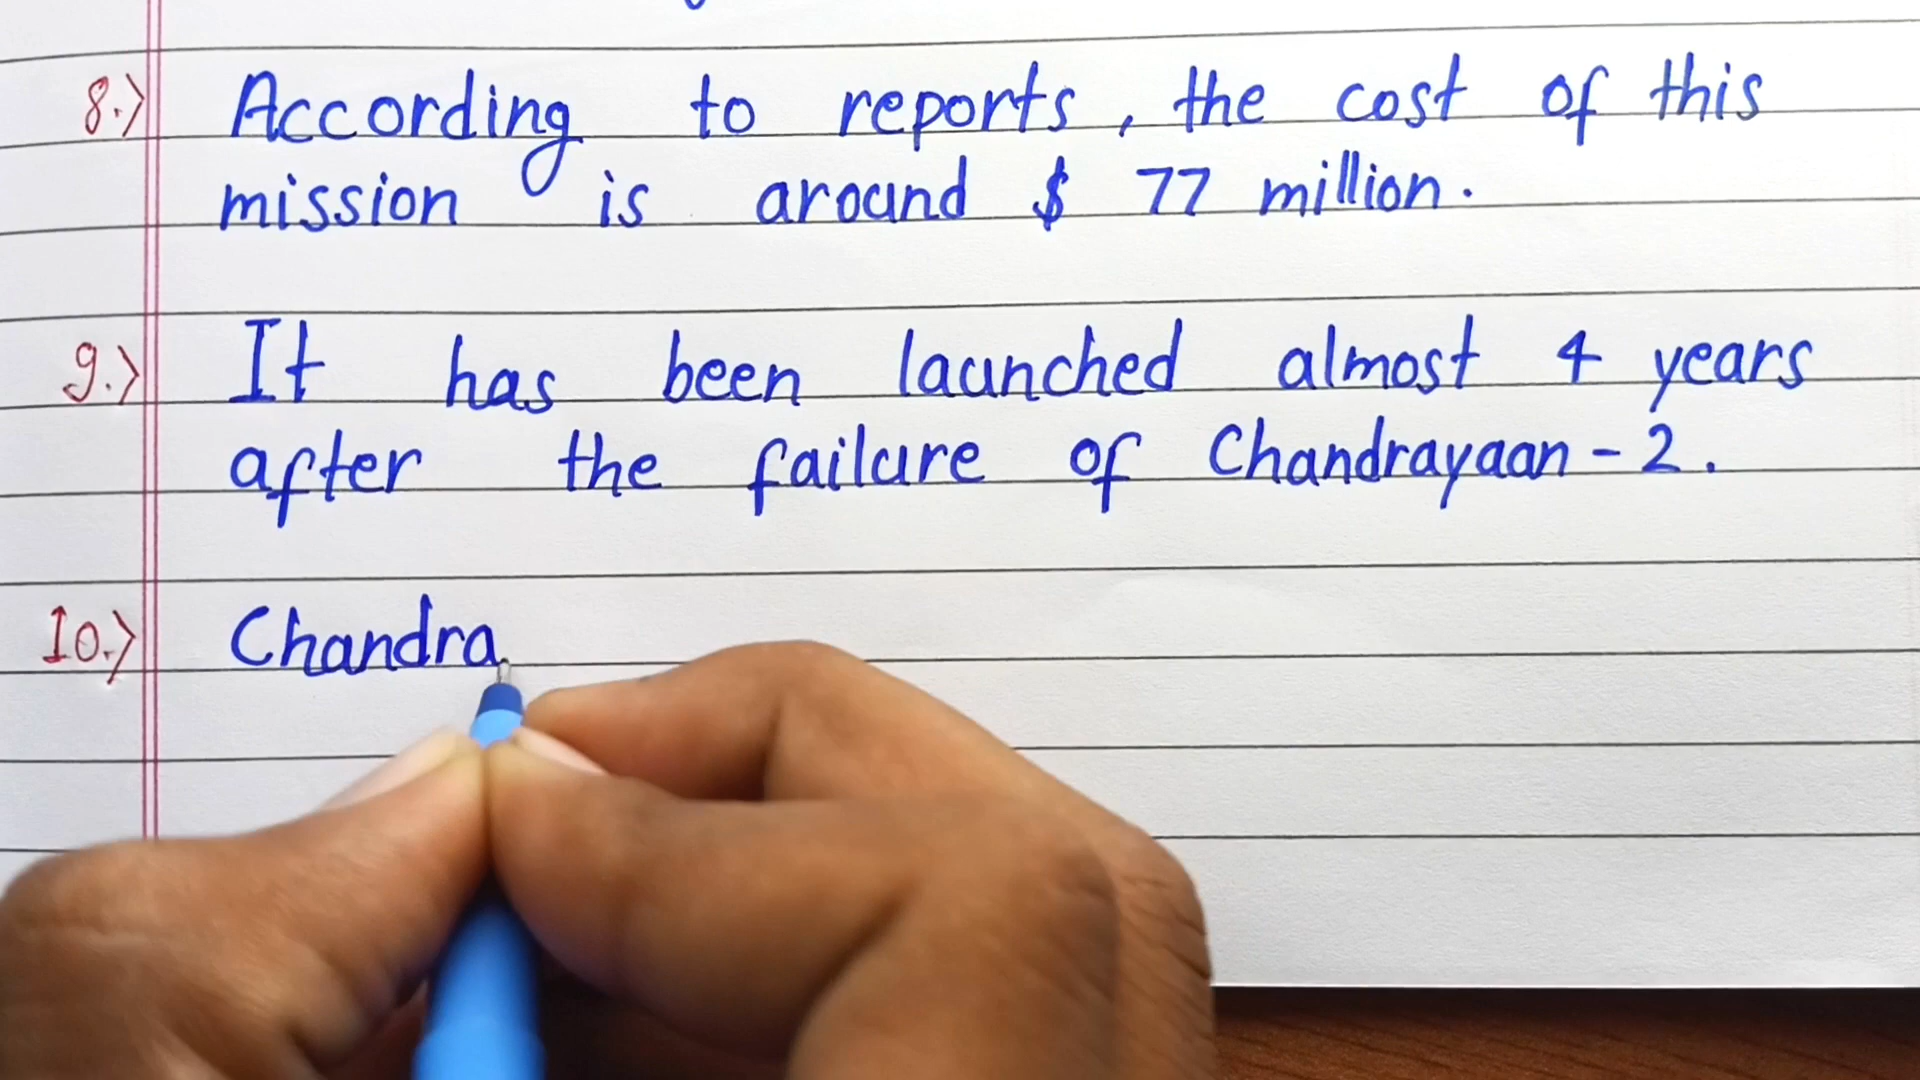 8.) According to reports, the cost of this
mission is around $ 77 million.
9.) It has been launched almost 4 years
after the failure of Chandrayaan-2.
10.) Chandra